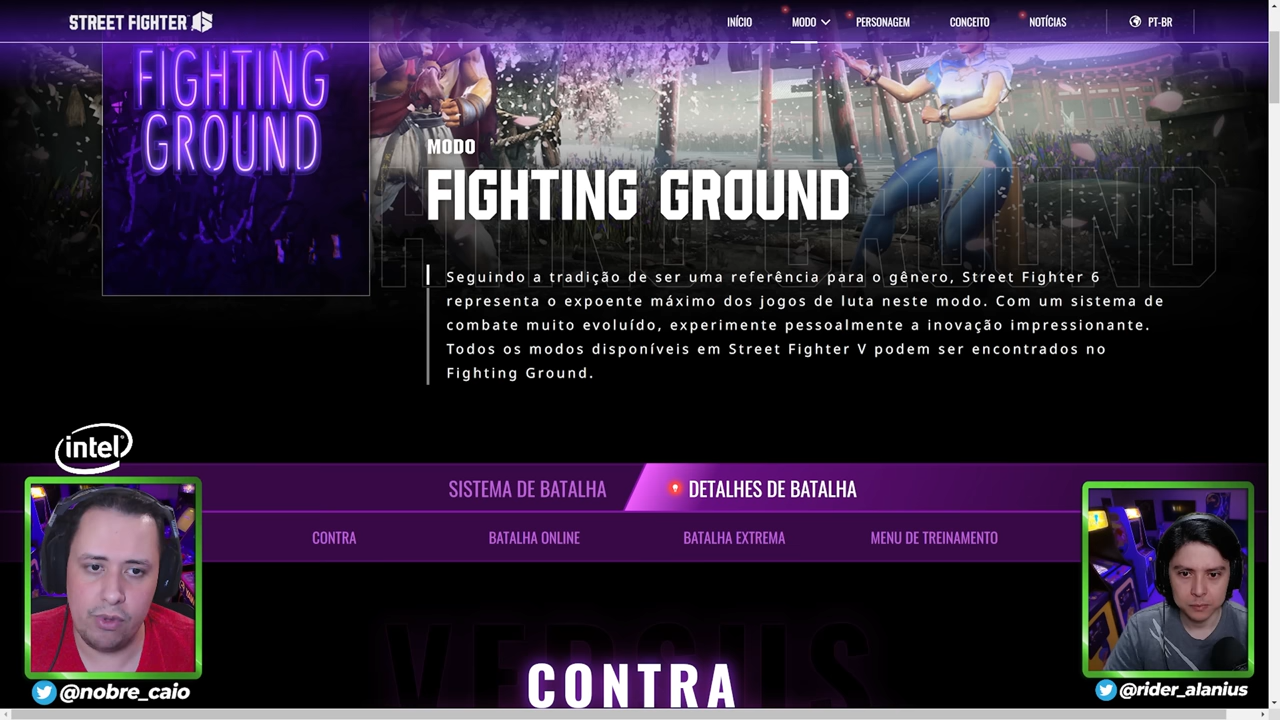 STREET FIGHTER 6
INÍCIO
MODO
PERSONAGEM
CONCEITO
NOTÍCIAS
PT-BR
FIGHTING
GROUND
MODO
FIGHTING GROUND
Seguindo a tradição de ser uma referência para o gênero, Street Fighter 6
representa o expoente máximo dos jogos de luta neste modo. Com um sistema de
combate muito evoluído, experimente pessoalmente a inovação impressionante.
Todos os modos disponíveis em Street Fighter V podem ser encontrados no
Fighting Ground.
intel
SISTEMA DE BATALHA
DETALHES DE BATALHA
CONTRA
BATALHA ONLINE
BATALHA EXTREMA
MENU DE TREINAMENTO
VERSUS
CONTRA
@nobre_caio
@rider_alanius